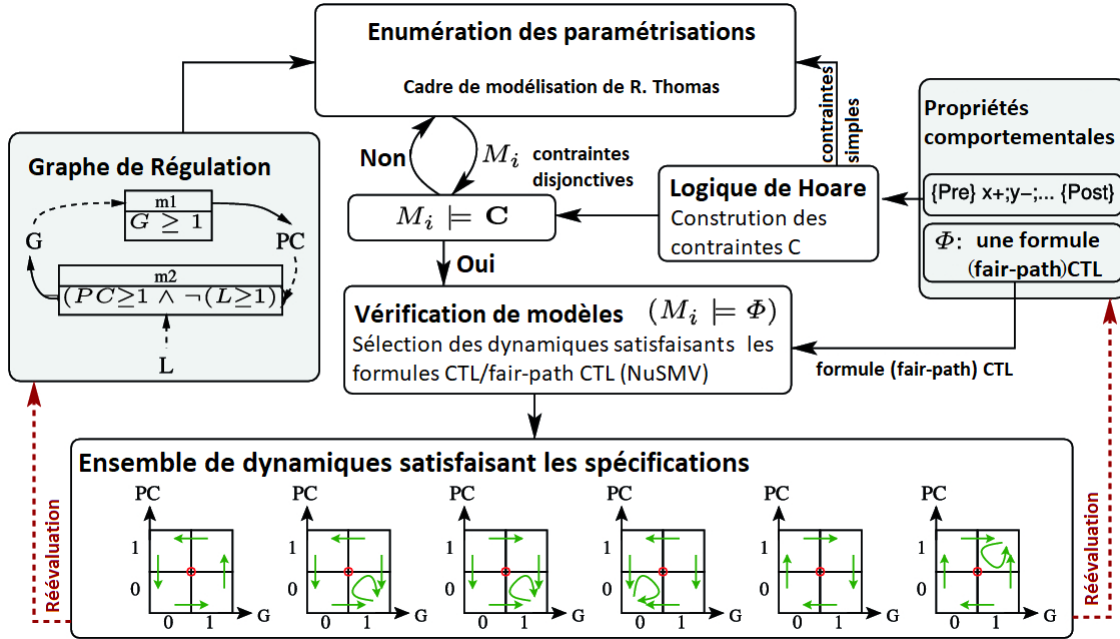 Enumération des paramétrisations
Cadre de modélisation de R. Thomas
Graphe de Régulation
m1
G ≥ 1
G
PC
m2
(PC≥1 ∧ ¬(L≥1)
L
Non
M_i contraintes
disjonctives
M_i |= C
Oui
Logique de Hoare
Constrution des
contraintes C
contraintes
simples
Propriétés
comportementales
{Pre} x+;y−;... {Post}
Φ: une formule
(fair-path)CTL
Vérification de modèles (M_i |= Φ)
Sélection des dynamiques satisfaisants les
formules CTL/fair-path CTL (NuSMV)
formule (fair-path) CTL
Réévaluation
Réévaluation
Ensemble de dynamiques satisfaisant les spécifications
PC PC PC PC PC PC
1 1 1 1 1 1
0 0 0 0 0 0
0 1 G 0 1 G 0 1 G 0 1 G 0 1 G 0 1 G